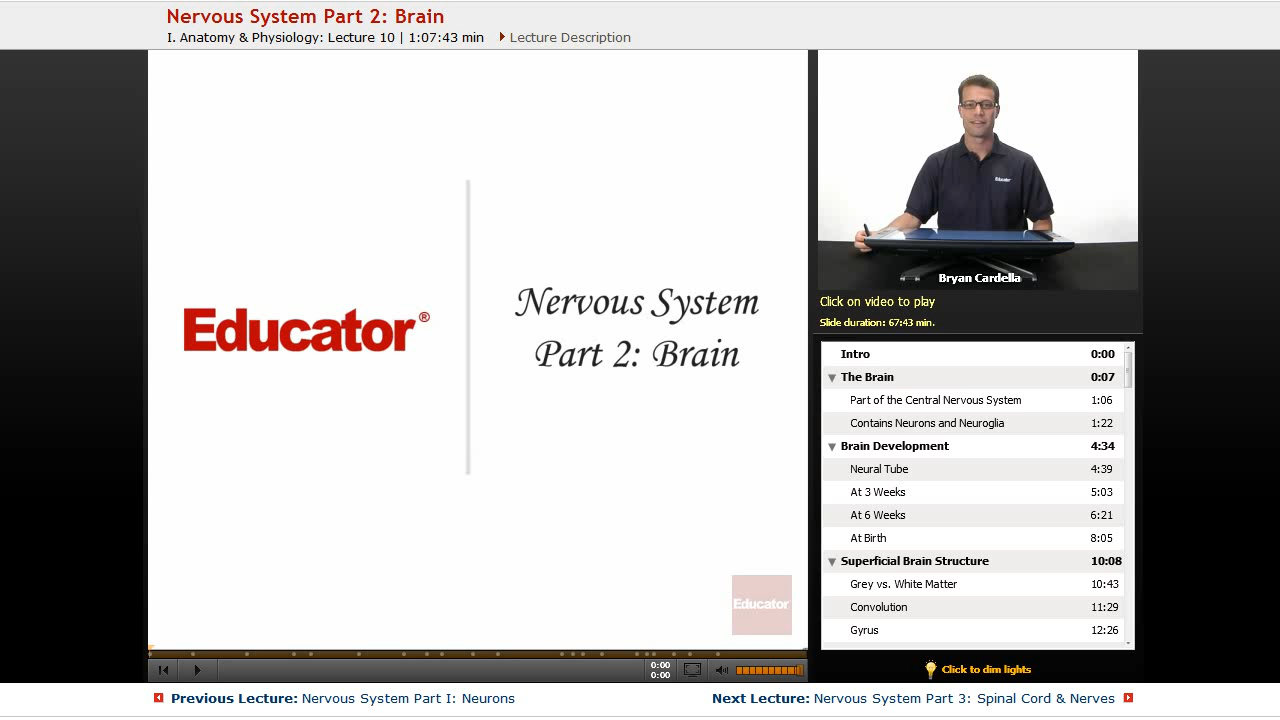 Nervous System Part 2: Brain
I. Anatomy & Physiology: Lecture 10 | 1:07:43 min Lecture Description
Educator®
Nervous System
Part 2: Brain
Educator
Educator
Bryan Cardella
Click on video to play
Slide duration: 67:43 min.
Intro 0:00
The Brain 0:07
Part of the Central Nervous System 1:06
Contains Neurons and Neuroglia 1:22
Brain Development 4:34
Neural Tube 4:39
At 3 Weeks 5:03
At 6 Weeks 6:21
At Birth 8:05
Superficial Brain Structure 10:08
Grey vs. White Matter 10:43
Convolution 11:29
Gyrus 12:26
0:00
0:00
Click to dim lights
Previous Lecture: Nervous System Part I: Neurons
Next Lecture: Nervous System Part 3: Spinal Cord & Nerves